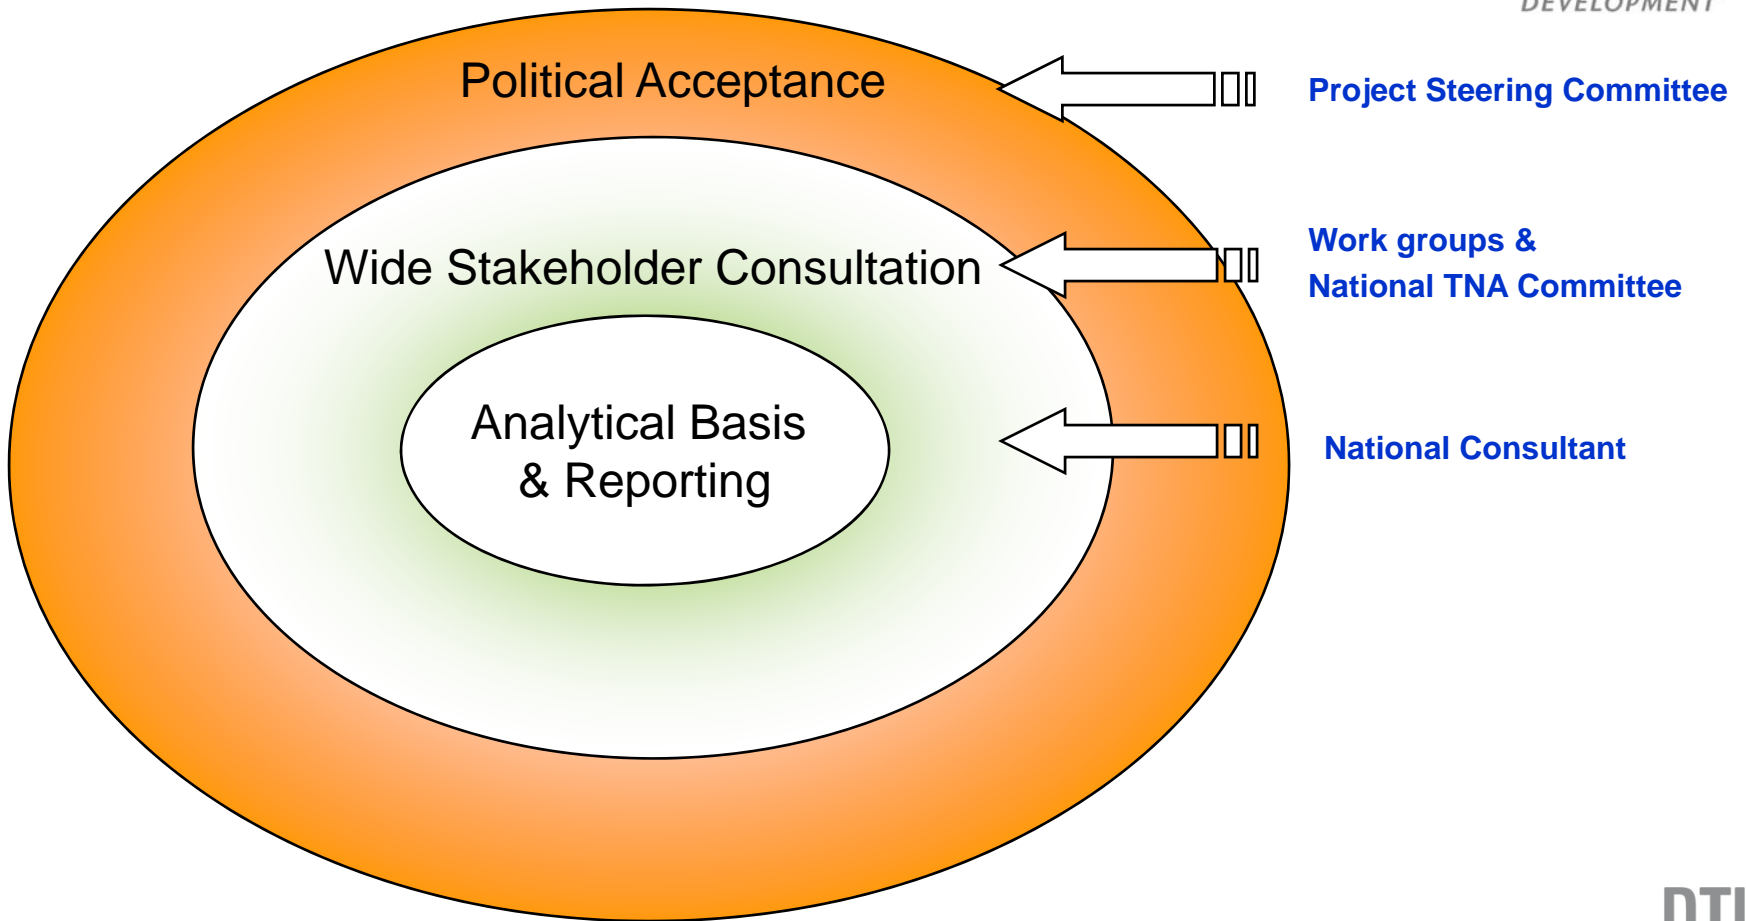 DEVELOPMENT
Political Acceptance
Project Steering Committee
Wide Stakeholder Consultation
Work groups &
National TNA Committee
Analytical Basis
& Reporting
National Consultant
DTU